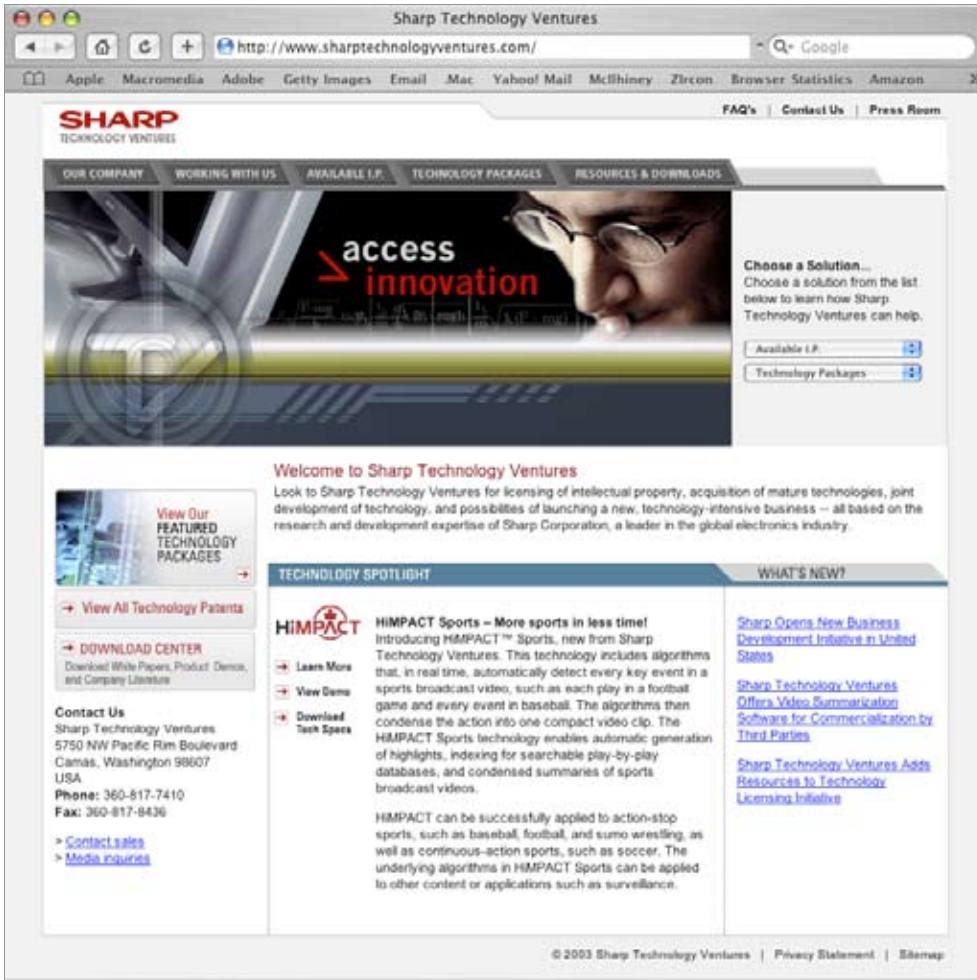 Sharp Technology Ventures
http://www.sharptechnologyventures.com/
Google
Apple Macromedia Adobe Getty Images Email .Mac Yahoo! Mail McIlhiney ZIrcon Browser Statistics Amazon
FAQ's | Contact Us | Press Room
SHARP
TECHNOLOGY VENTURES
OUR COMPANY WORKING WITH US AVAILABLE I.P. TECHNOLOGY PACKAGES RESOURCES & DOWNLOADS
access
innovation
Choose a Solution...
Choose a solution from the list
below to learn how Sharp
Technology Ventures can help.
Available I.P.
Technology Packages
View Our
FEATURED
TECHNOLOGY
PACKAGES
View All Technology Patents
DOWNLOAD CENTER
Download White Papers, Product Demos,
and Company Literature
Contact Us
Sharp Technology Ventures
5750 NW Pacific Rim Boulevard
Camas, Washington 98607
USA
Phone: 360-817-7410
Fax: 360-817-8436
> Contact sales
> Media inquiries
Welcome to Sharp Technology Ventures
Look to Sharp Technology Ventures for licensing of intellectual property, acquisition of mature technologies, joint
development of technology, and possibilities of launching a new, technology-intensive business -- all based on the
research and development expertise of Sharp Corporation, a leader in the global electronics industry.
TECHNOLOGY SPOTLIGHT
HiMPACT
Learn More
View Demo
Download
Tech Specs
HiMPACT Sports – More sports in less time!
Introducing HiMPACT™ Sports, new from Sharp
Technology Ventures. This technology includes algorithms
that, in real time, automatically detect every key event in a
sports broadcast video, such as each play in a football
game and every event in baseball. The algorithms then
condense the action into one compact video clip. The
HiMPACT Sports technology enables automatic generation
of highlights, indexing for searchable play-by-play
databases, and condensed summaries of sports
broadcast videos.
HiMPACT can be successfully applied to action-stop
sports, such as baseball, football, and sumo wrestling, as
well as continuous-action sports, such as soccer. The
underlying algorithms in HiMPACT Sports can be applied
to other content or applications such as surveillance.
WHAT'S NEW?
Sharp Opens New Business
Development Initiative in United
States
Sharp Technology Ventures
Offers Video Summarization
Software for Commercialization by
Third Parties
Sharp Technology Ventures Adds
Resources to Technology
Licensing Initiative
© 2003 Sharp Technology Ventures | Privacy Statement | Sitemap